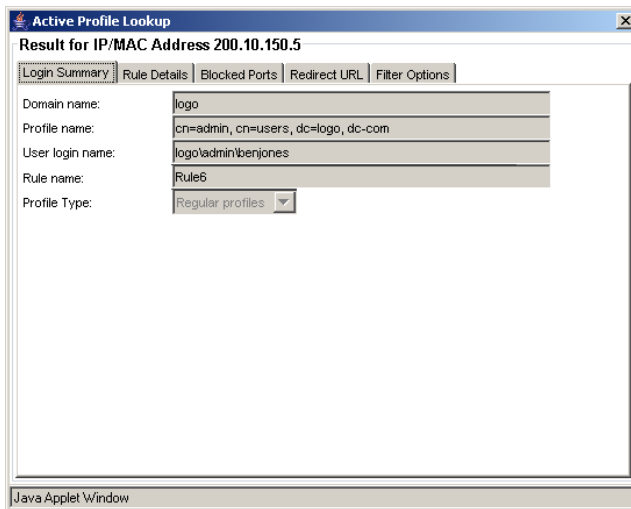 Active Profile Lookup
Result for IP/MAC Address 200.10.150.5
Login Summary Rule Details Blocked Ports Redirect URL Filter Options
Domain name: logo
Profile name: cn=admin, cn=users, dc=logo, dc-com
User login name: logo\admin\benjones
Rule name: Rule6
Profile Type: Regular profiles
Java Applet Window